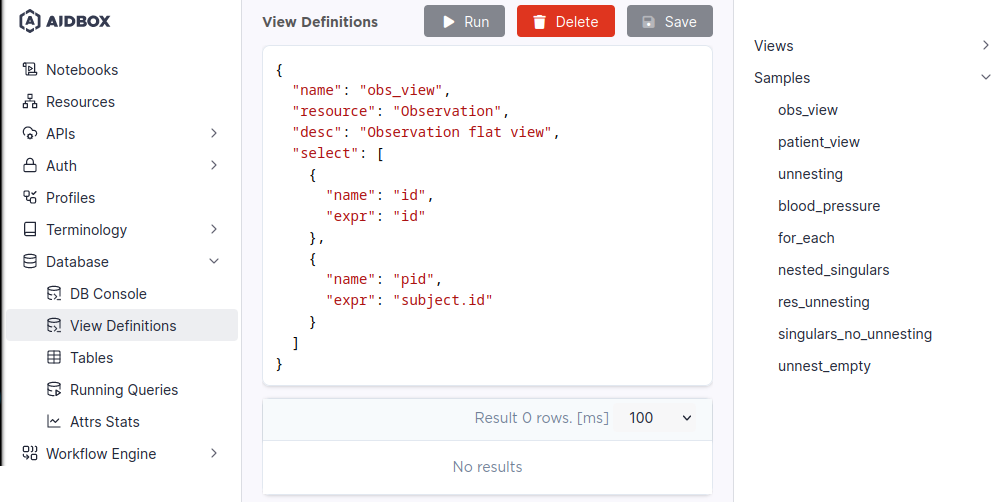 AIDBOX
Notebooks
Resources
APIs
Auth
Profiles
Terminology
Database
DB Console
View Definitions
Tables
Running Queries
Attrs Stats
Workflow Engine
View Definitions
Run
Delete
Save
{
"name": "obs_view",
"resource": "Observation",
"desc": "Observation flat view",
"select": [
{
"name": "id",
"expr": "id"
},
{
"name": "pid",
"expr": "subject.id"
}
]
}
Result 0 rows. [ms] 100
No results
Views
Samples
obs_view
patient_view
unnesting
blood_pressure
for_each
nested_singulars
res_unnesting
singulars_no_unnesting
unnest_empty